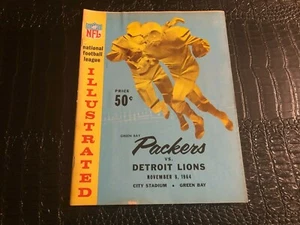 NFL
national
football
league
ILLUSTRATED
PRICE
50¢
GREEN BAY
Packers
VS.
DETROIT LIONS
NOVEMBER 8, 1964
CITY STADIUM • GREEN BAY